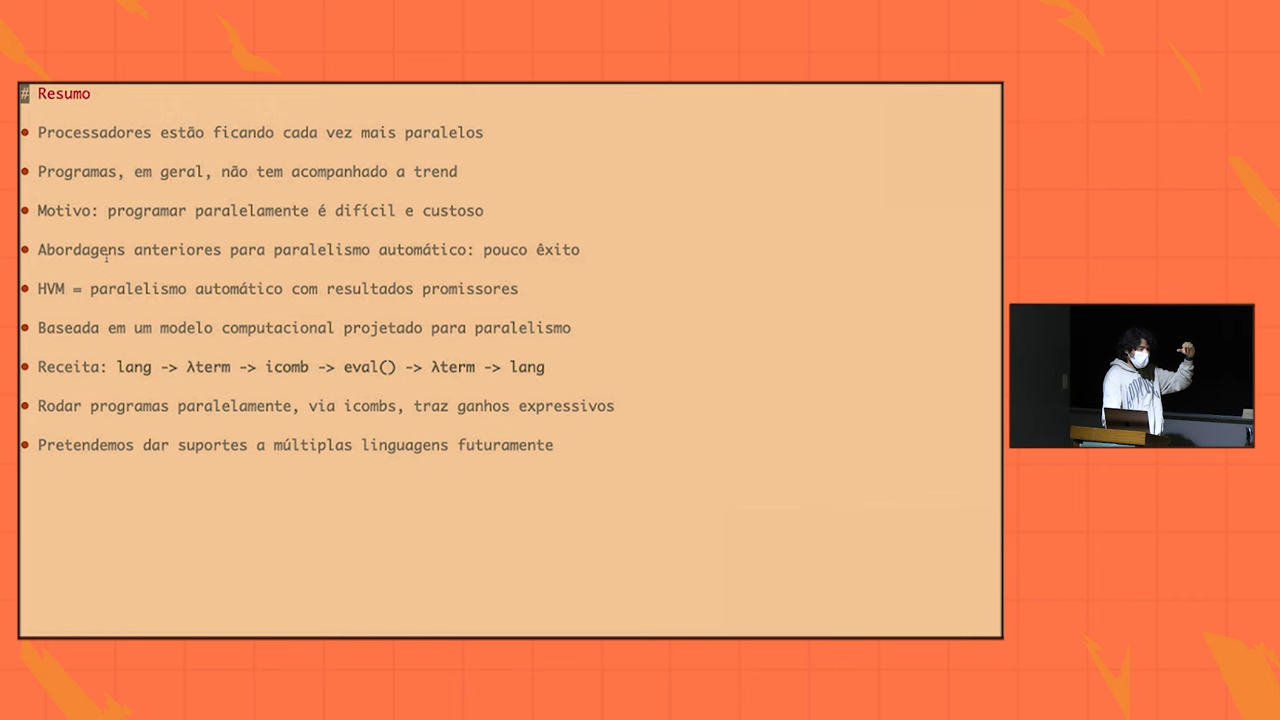 # Resumo
• Processadores estão ficando cada vez mais paralelos
• Programas, em geral, não tem acompanhado a trend
• Motivo: programar paralelamente é difícil e custoso
• Abordagens anteriores para paralelismo automático: pouco êxito
• HVM = paralelismo automático com resultados promissores
• Baseada em um modelo computacional projetado para paralelismo
• Receita: lang -> λterm -> icomb -> eval() -> λterm -> lang
• Rodar programas paralelamente, via icombs, traz ganhos expressivos
• Pretendemos dar suportes a múltiplas linguagens futuramente